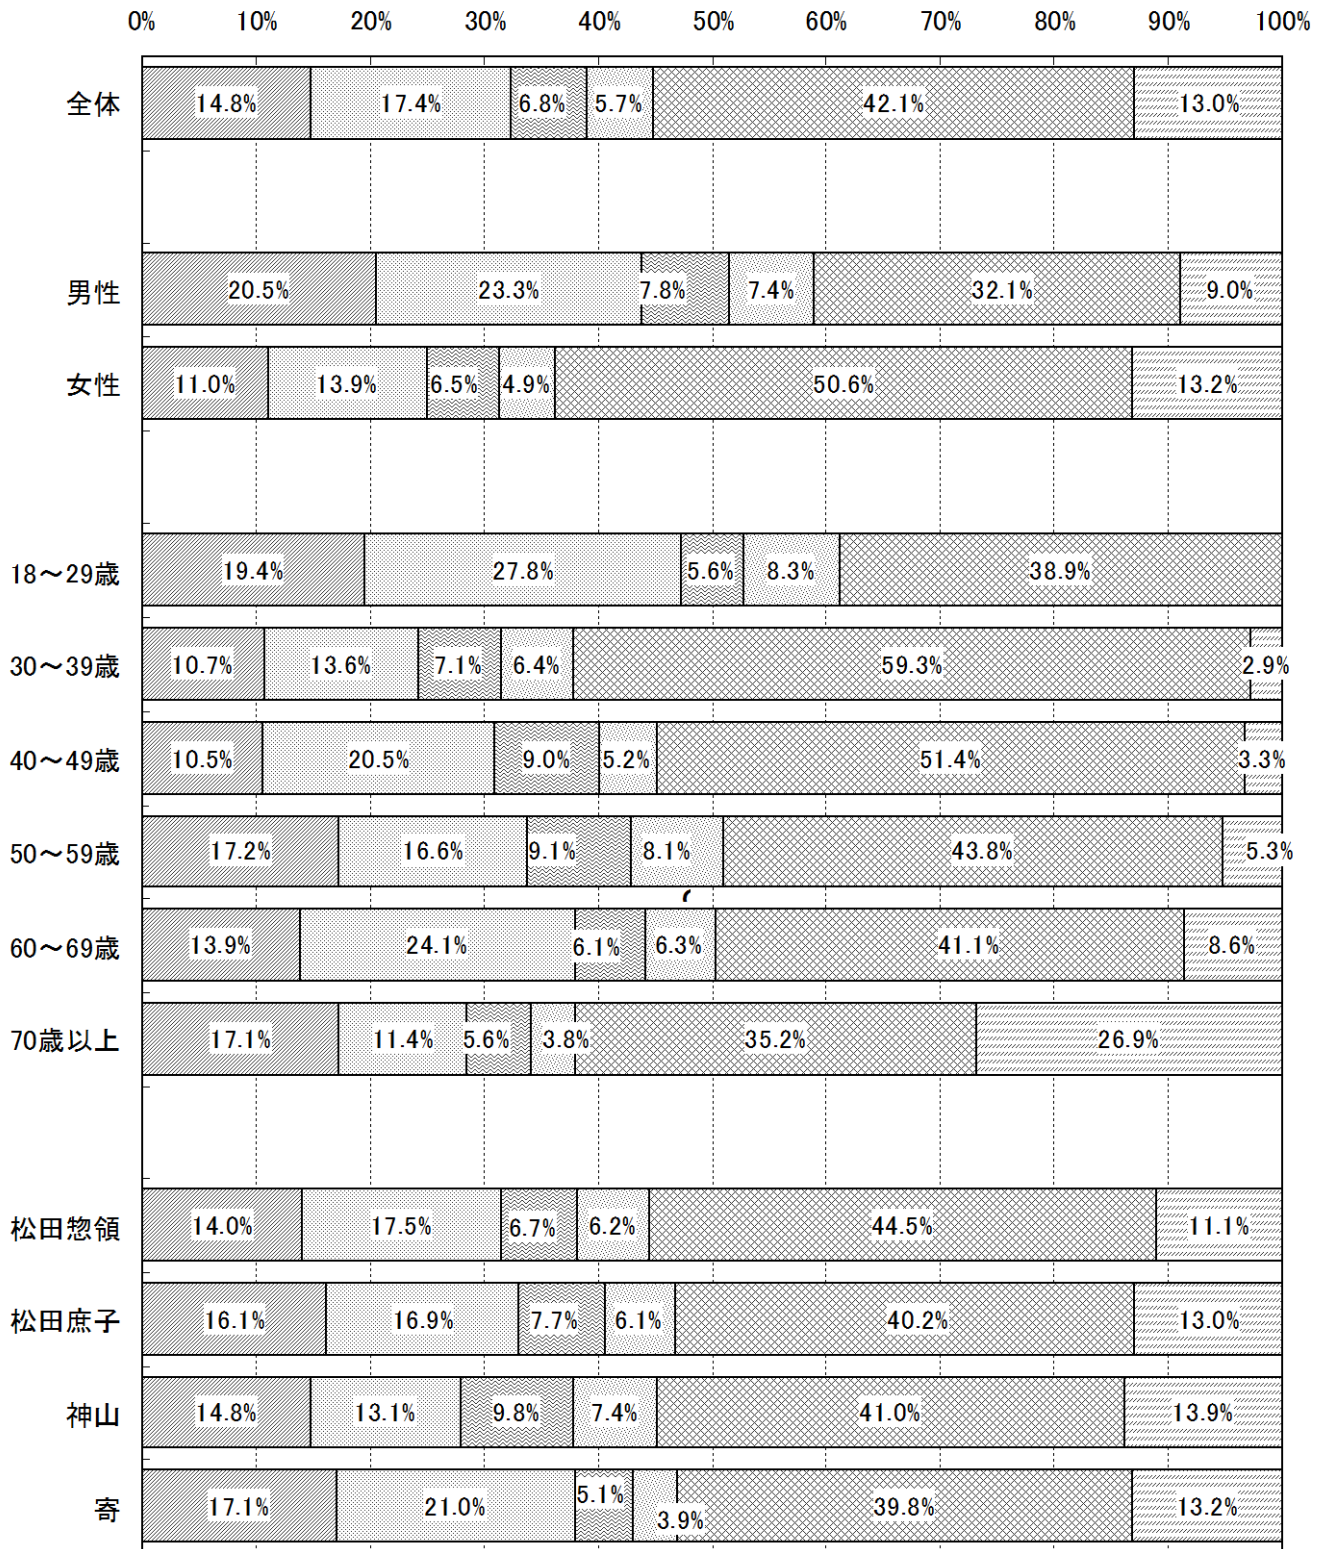 0% 10% 20% 30% 40% 50% 60% 70% 80% 90% 100%
全体 14.8% 17.4% 6.8% 5.7% 42.1% 13.0%
男性 20.5% 23.3% 7.8% 7.4% 32.1% 9.0%
女性 11.0% 13.9% 6.5% 4.9% 50.6% 13.2%
18～29歳 19.4% 27.8% 5.6% 8.3% 38.9%
30～39歳 10.7% 13.6% 7.1% 6.4% 59.3% 2.9%
40～49歳 10.5% 20.5% 9.0% 5.2% 51.4% 3.3%
50～59歳 17.2% 16.6% 9.1% 8.1% 43.8% 5.3%
60～69歳 13.9% 24.1% 6.1% 6.3% 41.1% 8.6%
70歳以上 17.1% 11.4% 5.6% 3.8% 35.2% 26.9%
松田惣領 14.0% 17.5% 6.7% 6.2% 44.5% 11.1%
松田庶子 16.1% 16.9% 7.7% 6.1% 40.2% 13.0%
神山 14.8% 13.1% 9.8% 7.4% 41.0% 13.9%
寄 17.1% 21.0% 5.1% 3.9% 39.8% 13.2%